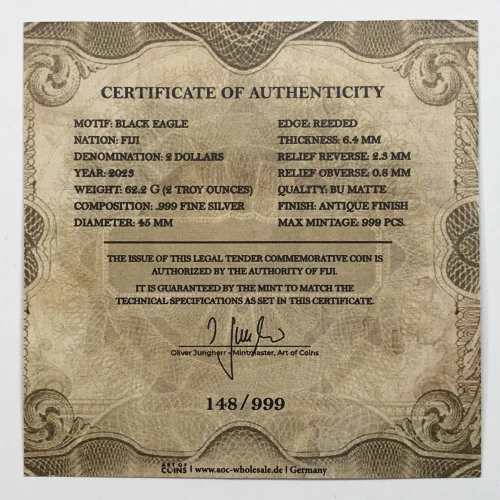 CERTIFICATE OF AUTHENTICITY
MOTIF: BLACK EAGLE
NATION: FIJI
DENOMINATION: 2 DOLLARS
YEAR: 2023
WEIGHT: 62.2 G (2 TROY OUNCES)
COMPOSITION: .999 FINE SILVER
DIAMETER: 45 MM
EDGE: REEDED
THICKNESS: 6.4 MM
RELIEF REVERSE: 2.3 MM
RELIEF OBVERSE: 0.8 MM
QUALITY: BU MATTE
FINISH: ANTIQUE FINISH
MAX MINTAGE: 999 PCS.
THE ISSUE OF THIS LEGAL TENDER COMMEMORATIVE COIN IS
AUTHORIZED BY THE AUTHORITY OF FIJI.
IT IS GUARANTEED BY THE MINT TO MATCH THE
TECHNICAL SPECIFICATIONS AS SET IN THIS CERTIFICATE.
Oliver Jungherr - Mintmaster, Art of Coins
148/999
ART OF
COINS | www.aoc-wholesale.de | Germany